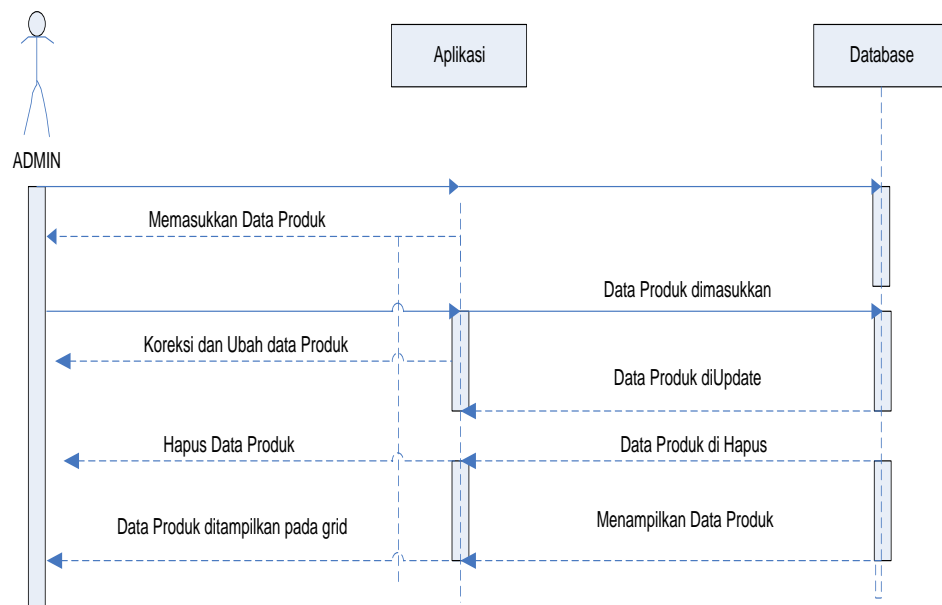 Aplikasi
Database
ADMIN
Memasukkan Data Produk
Data Produk dimasukkan
Koreksi dan Ubah data Produk
Data Produk diUpdate
Hapus Data Produk
Data Produk di Hapus
Data Produk ditampilkan pada grid
Menampilkan Data Produk